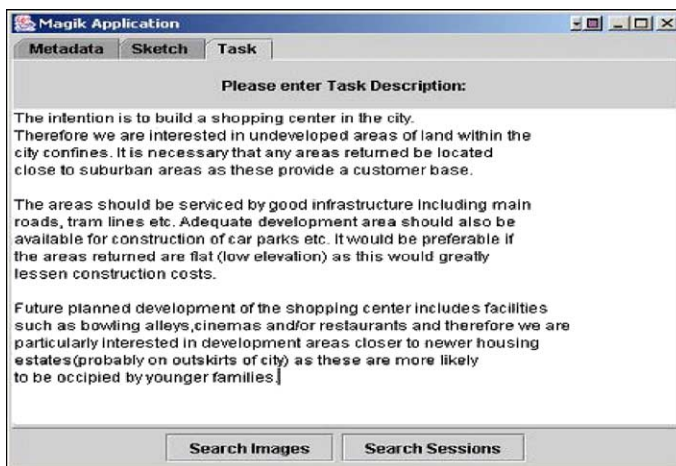 Magik Application
Metadata Sketch Task
Please enter Task Description:
The intention is to build a shopping center in the city.
Therefore we are interested in undeveloped areas of land within the
city confines. It is necessary that any areas returned be located
close to suburban areas as these provide a customer base.
The areas should be serviced by good infrastructure including main
roads, tram lines etc. Adequate development area should also be
available for construction of car parks etc. It would be preferable if
the areas returned are flat (low elevation) as this would greatly
lessen construction costs.
Future planned development of the shopping center includes facilities
such as bowling alleys,cinemas and/or restaurants and therefore we are
particularly interested in development areas closer to newer housing
estates(probably on outskirts of city) as these are more likely
to be occipied by younger families.
Search Images Search Sessions